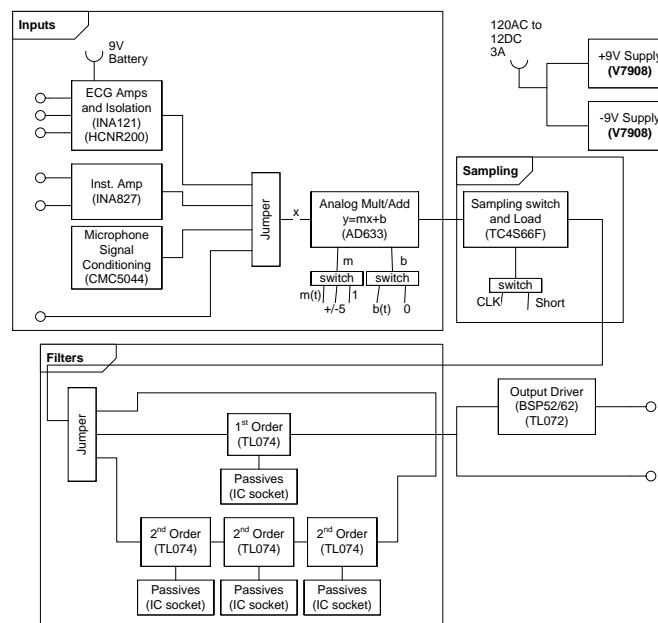 Inputs
9V
Battery
ECG Amps
and Isolation
(INA121)
(HCNR200)
Inst. Amp
(INA827)
Microphone
Signal
Conditioning
(CMC5044)
Jumper
x
Analog Mult/Add
y=mx+b
(AD633)
m
b
switch
switch
m(t)
+/-5
1
b(t)
0
120AC to
12DC
3A
+9V Supply
(V7908)
-9V Supply
(V7908)
Sampling
Sampling switch
and Load
(TC4S66F)
switch
CLK
Short
Filters
Jumper
1st Order
(TL074)
Passives
(IC socket)
2nd Order
(TL074)
2nd Order
(TL074)
2nd Order
(TL074)
Passives
(IC socket)
Passives
(IC socket)
Passives
(IC socket)
Output Driver
(BSP52/62)
(TL072)